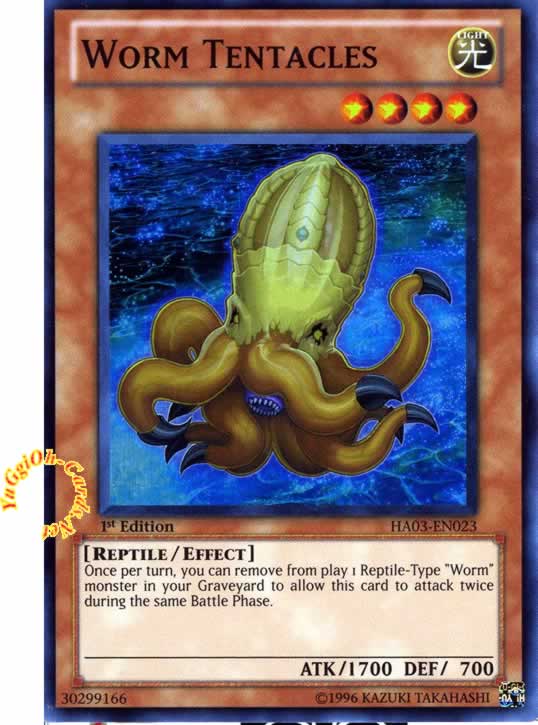 WORM TENTACLES
LIGHT
光
1st Edition
HA03-EN023
YuGgiOh-Cards.Net
[REPTILE/EFFECT]
Once per turn, you can remove from play 1 Reptile-Type "Worm"
monster in your Graveyard to allow this card to attack twice
during the same Battle Phase.
ATK/1700 DEF/ 700
30299166
©1996 KAZUKI TAKAHASHI